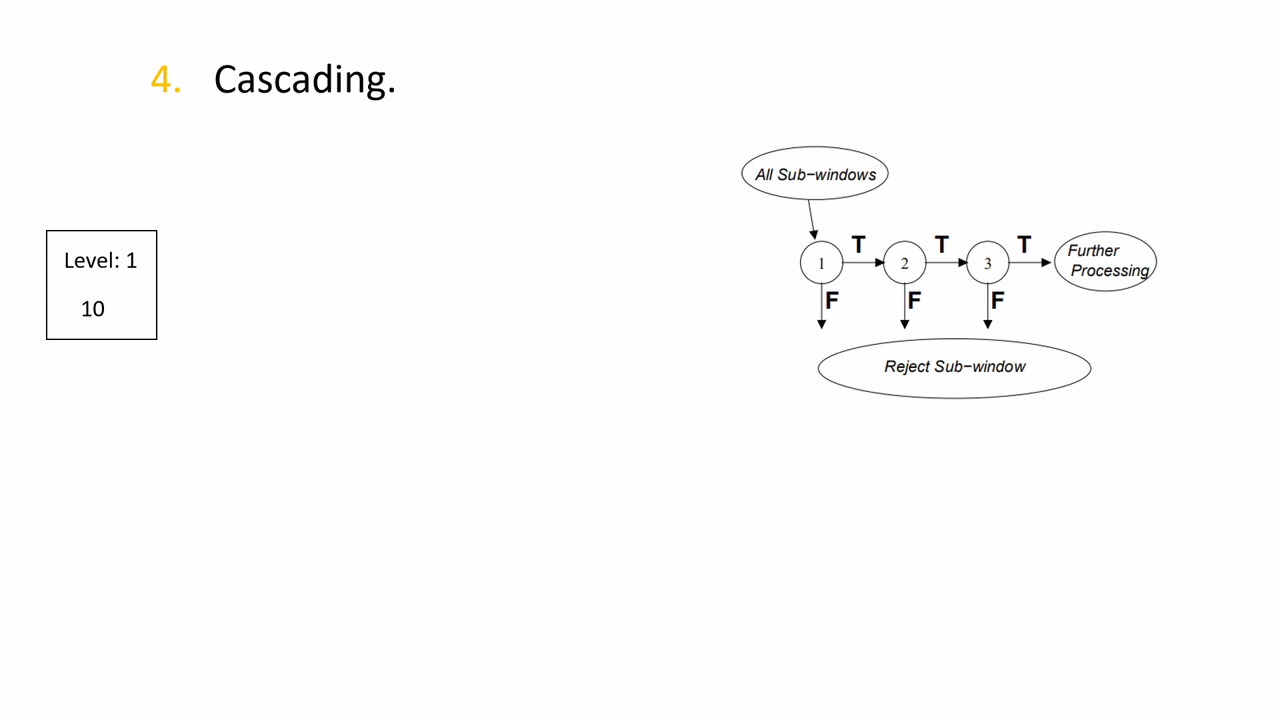 4. Cascading.
Level: 1
10
All Sub-windows
1
T
2
T
3
T
Further
Processing
F
F
F
Reject Sub-window